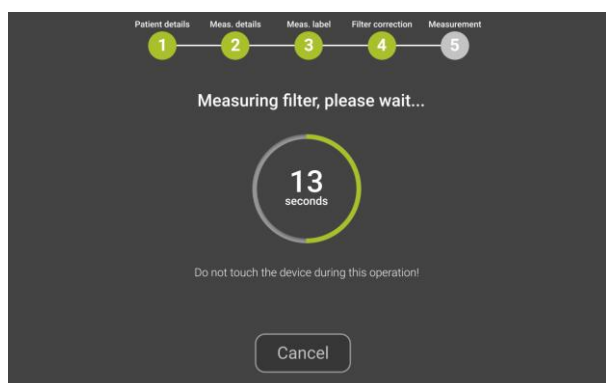 Patient details Meas. details Meas. label Filter correction Measurement
1 2 3 4 5
Measuring filter, please wait...
13
seconds
Do not touch the device during this operation!
Cancel